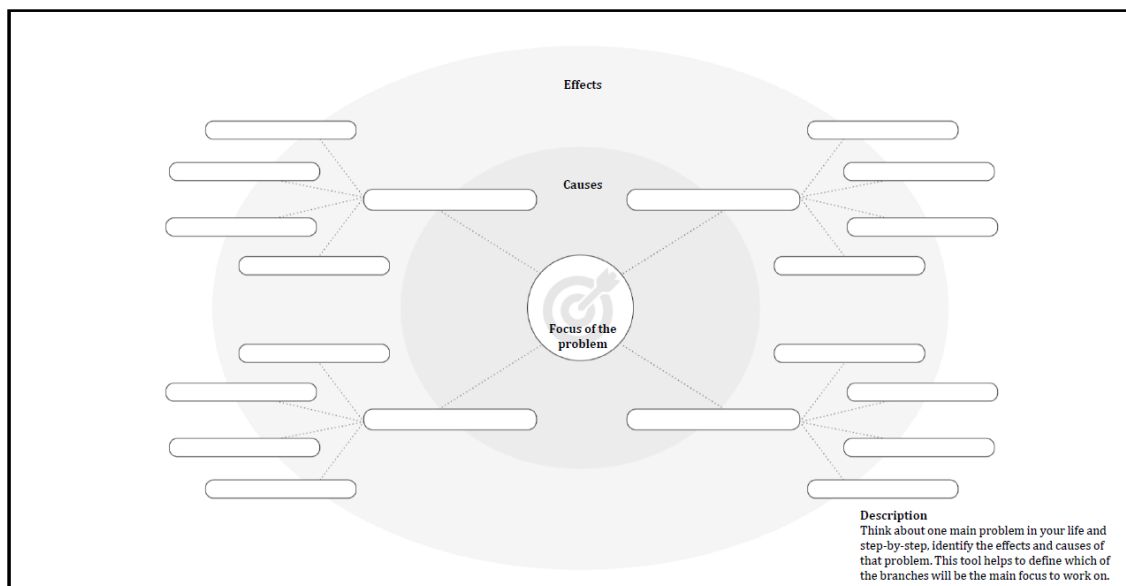 Effects
Causes
Focus of the
problem
Description
Think about one main problem in your life and
step-by-step, identify the effects and causes of
that problem. This tool helps to define which of
the branches will be the main focus to work on.